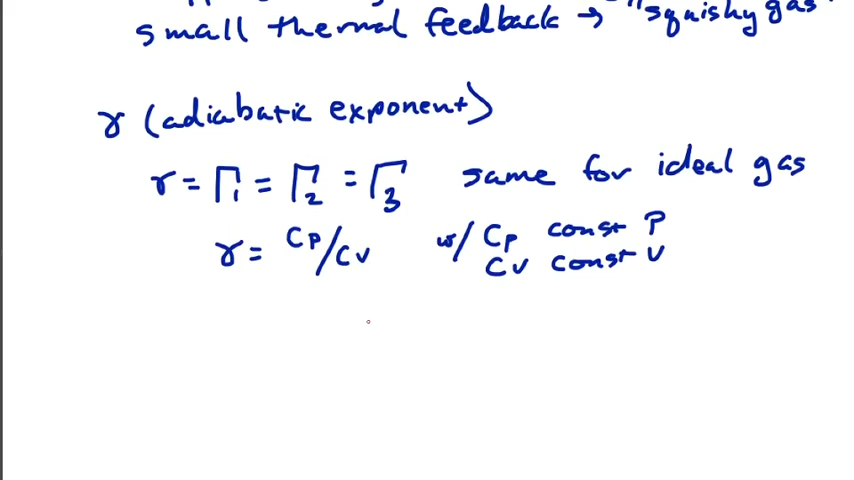 small thermal feedback → "squishy gas"
γ (adiabatic exponent)
γ = Γ1 = Γ2 = Γ3 same for ideal gas
γ = Cp/Cv w/ Cp const P
Cv const V